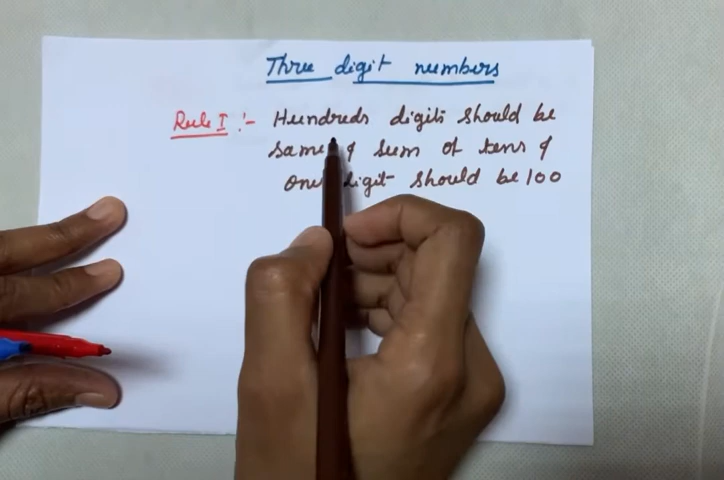 Three digit numbers
Rule I :- Hundreds digits should be
same & sum of tens &
digit should be 100